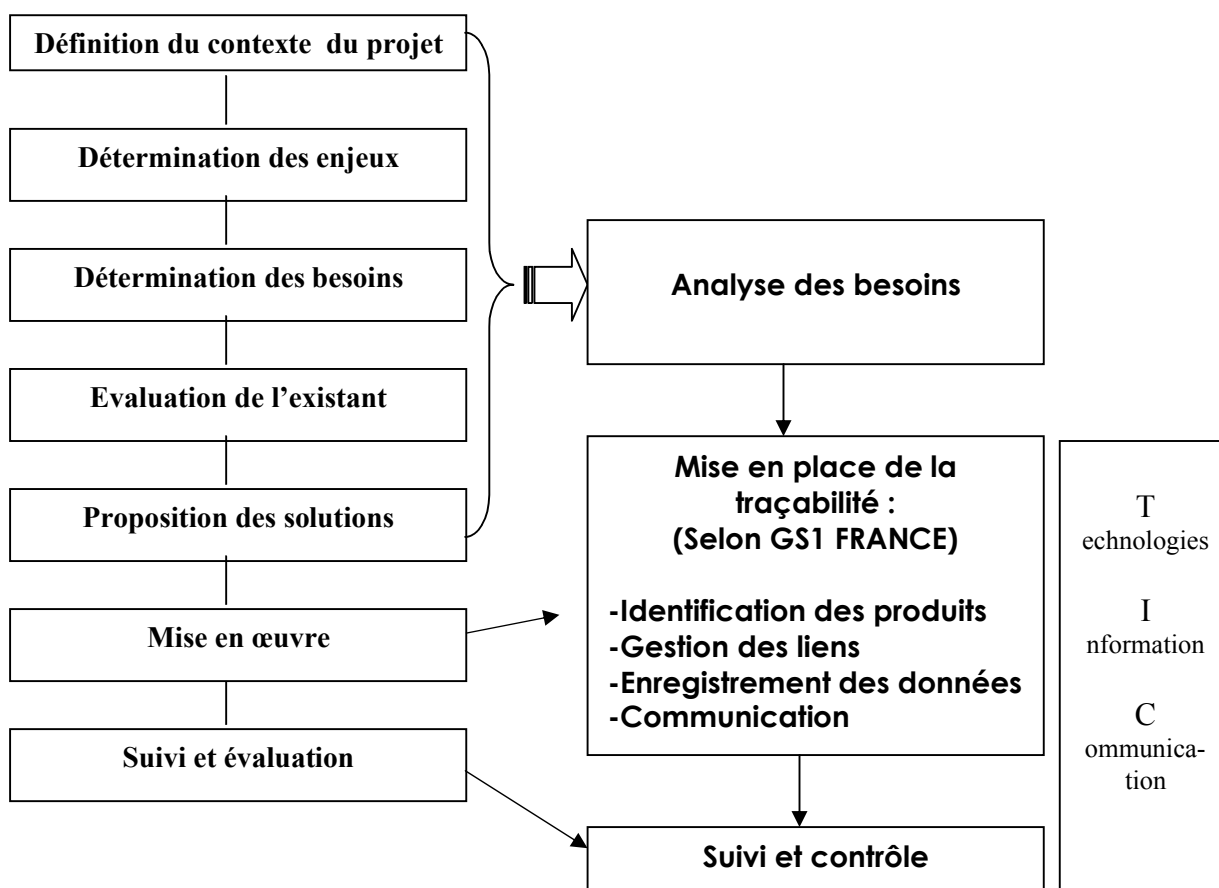 Définition du contexte du projet
Détermination des enjeux
Détermination des besoins
Evaluation de l’existant
Proposition des solutions
Mise en œuvre
Suivi et évaluation
Analyse des besoins
Mise en place de la
traçabilité :
(Selon GS1 FRANCE)
-Identification des produits
-Gestion des liens
-Enregistrement des données
-Communication
Suivi et contrôle
T
echnologies
I
nformation
C
ommunica-
tion